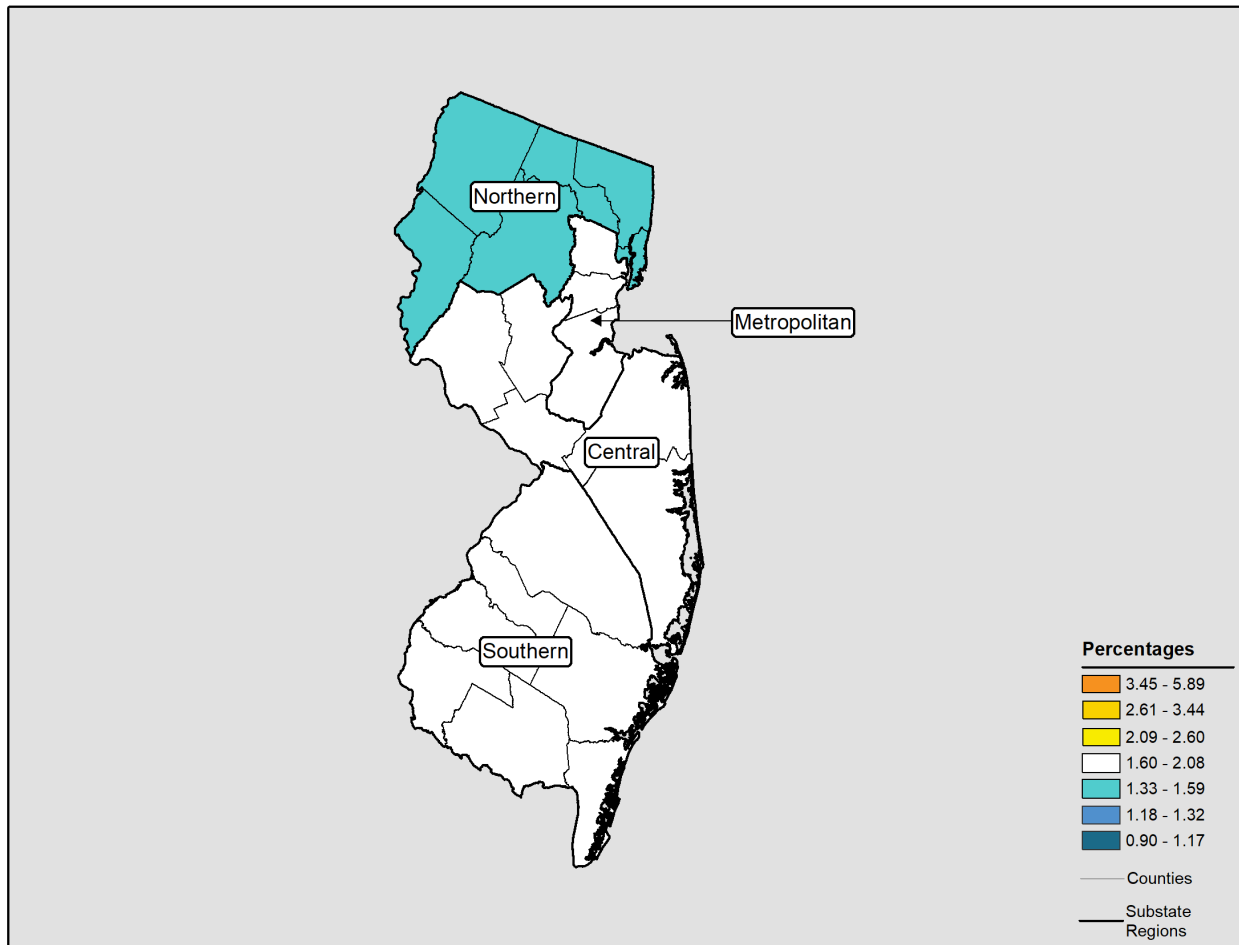 Northern
Metropolitan
Central
Southern
Percentages
3.45 - 5.89
2.61 - 3.44
2.09 - 2.60
1.60 - 2.08
1.33 - 1.59
1.18 - 1.32
0.90 - 1.17
Counties
Substate
Regions